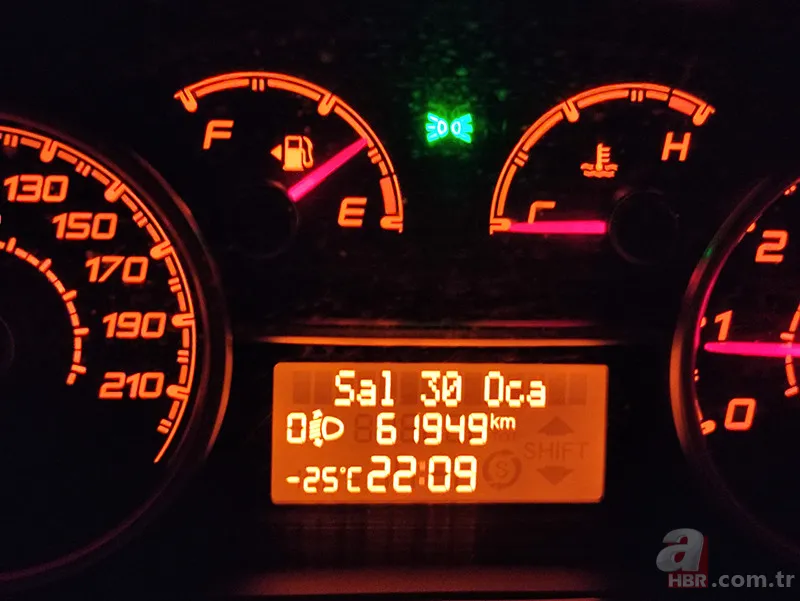 F
E
C
H
130
150
170
190
210
2
1
0
Sal 30 Oca
0 61949 km
SHIFT
-25°C 22:09
S
a
HBR .com.tr